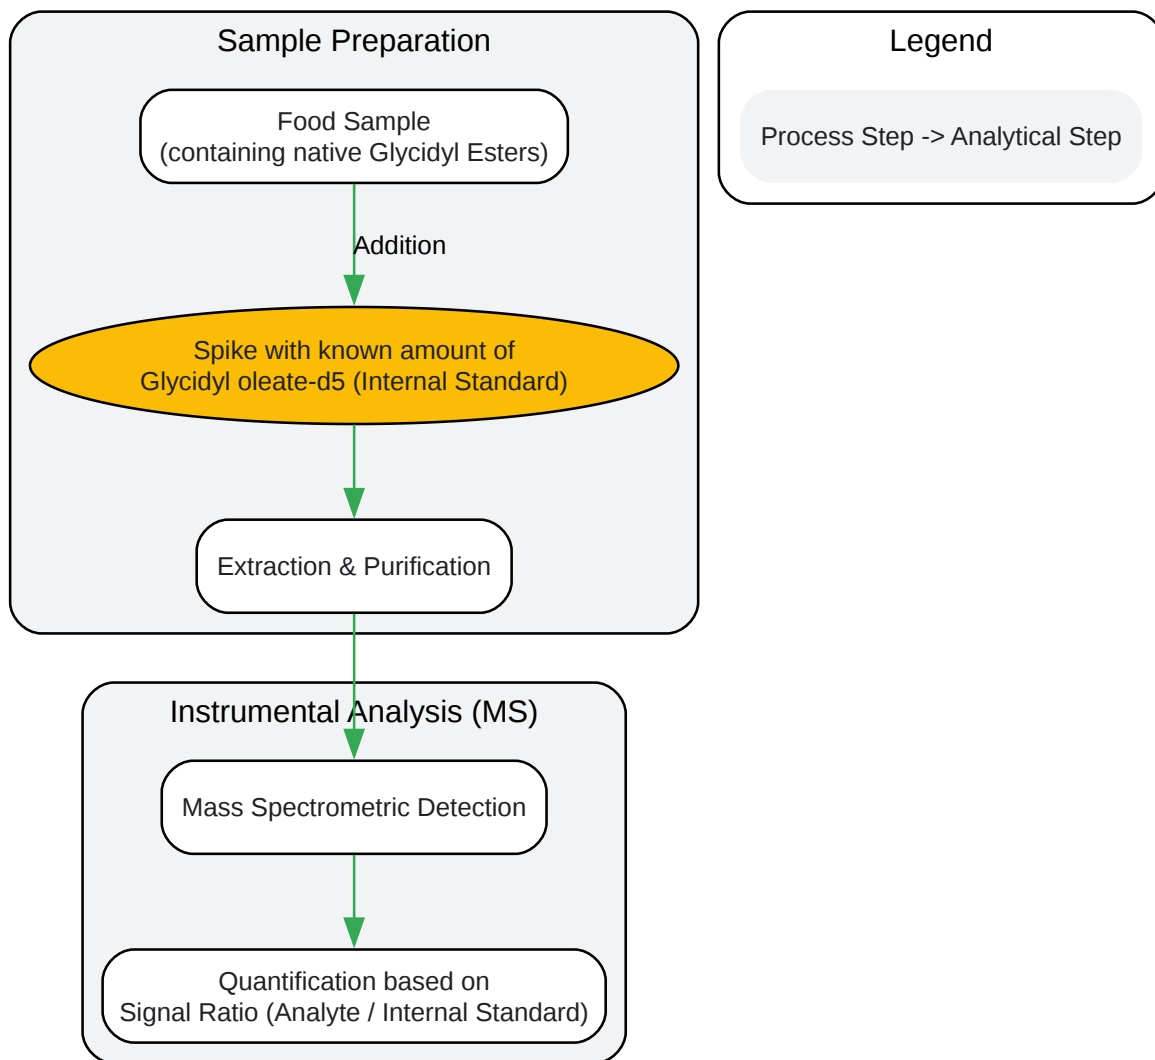 Sample Preparation
Food Sample
(containing native Glycidyl Esters)
Addition
Spike with known amount of
Glycidyl oleate-d5 (Internal Standard)
Extraction & Purification
Instrumental Analysis (MS)
Mass Spectrometric Detection
Quantification based on
Signal Ratio (Analyte / Internal Standard)
Legend
Process Step -> Analytical Step